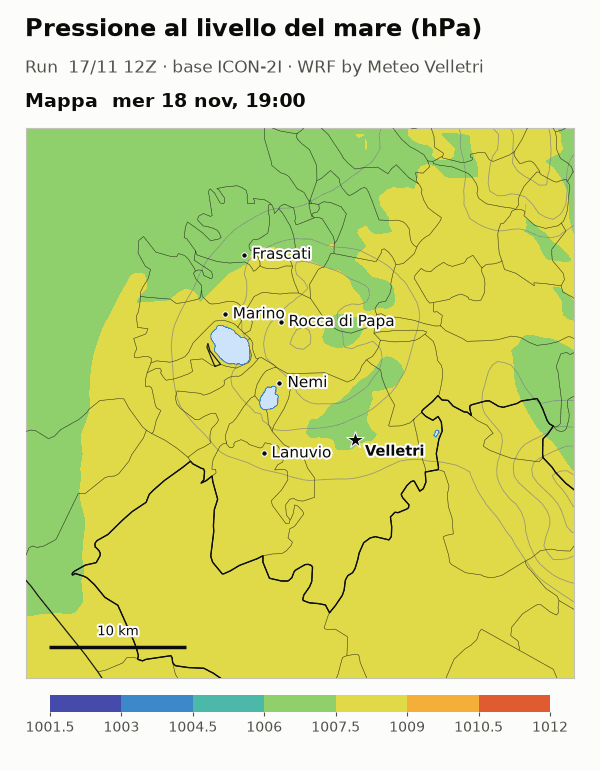 Pressione al livello del mare (hPa)
Run  17/11 12Z · base ICON-2I · WRF by Meteo Velletri
Mappa  mer 18 nov, 19:00
Frascati
Marino
Rocca di Papa
Nemi
Velletri
Lanuvio
10 km
1001.5 1003 1004.5 1006 1007.5 1009 1010.5 1012